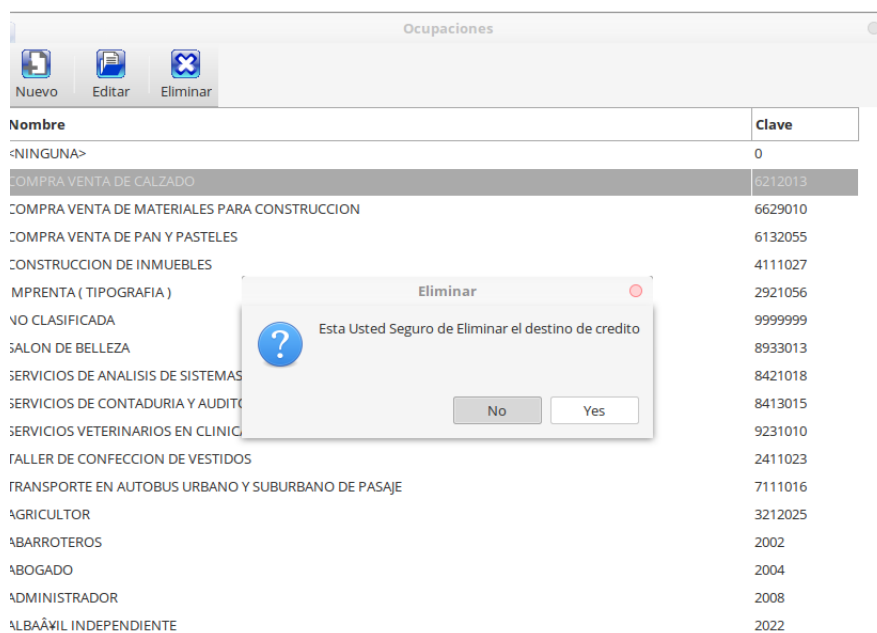 Ocupaciones
Nuevo Editar Eliminar
Nombre Clave
<NINGUNA> 0
COMPRA VENTA DE CALZADO 6212013
COMPRA VENTA DE MATERIALES PARA CONSTRUCCION 6629010
COMPRA VENTA DE PAN Y PASTELES 6132055
CONSTRUCCION DE INMUEBLES 4111027
MPRENTA ( TIPOGRAFIA ) 2921056
NO CLASIFICADA 9999999
SALON DE BELLEZA 8933013
SERVICIOS DE ANALISIS DE SISTEMAS 8421018
SERVICIOS DE CONTADURIA Y AUDITO 8413015
SERVICIOS VETERINARIOS EN CLINICA 9231010
TALLER DE CONFECCION DE VESTIDOS 2411023
TRANSPORTE EN AUTOBUS URBANO Y SUBURBANO DE PASAJE 7111016
AGRICULTOR 3212025
ABARROTEROS 2002
ABOGADO 2004
ADMINISTRADOR 2008
ALBAÂ¥IL INDEPENDIENTE 2022
Eliminar
Esta Usted Seguro de Eliminar el destino de credito
No Yes